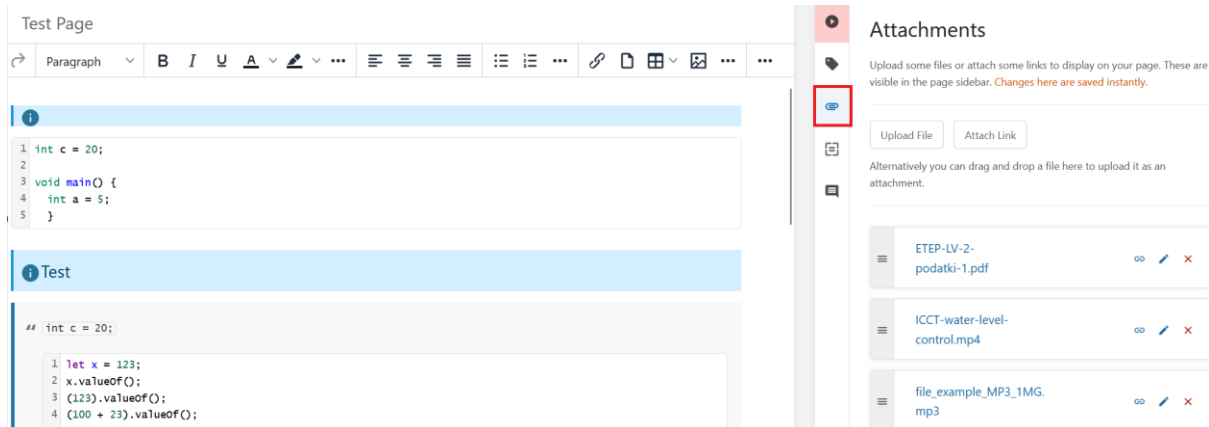 Test Page
Paragraph
B I U A
1 int c = 20;
2
3 void main() {
4 int a = 5;
5 }
Test
" int c = 20;
1 let x = 123;
2 x.valueOf();
3 (123).valueOf();
4 (100 + 23).valueOf();
Attachments
Upload some files or attach some links to display on your page. These are
visible in the page sidebar. Changes here are saved instantly.
Upload File Attach Link
Alternatively you can drag and drop a file here to upload it as an
attachment.
ETEP-LV-2-
podatki-1.pdf
ICCT-water-level-
control.mp4
file_example_MP3_1MG.
mp3